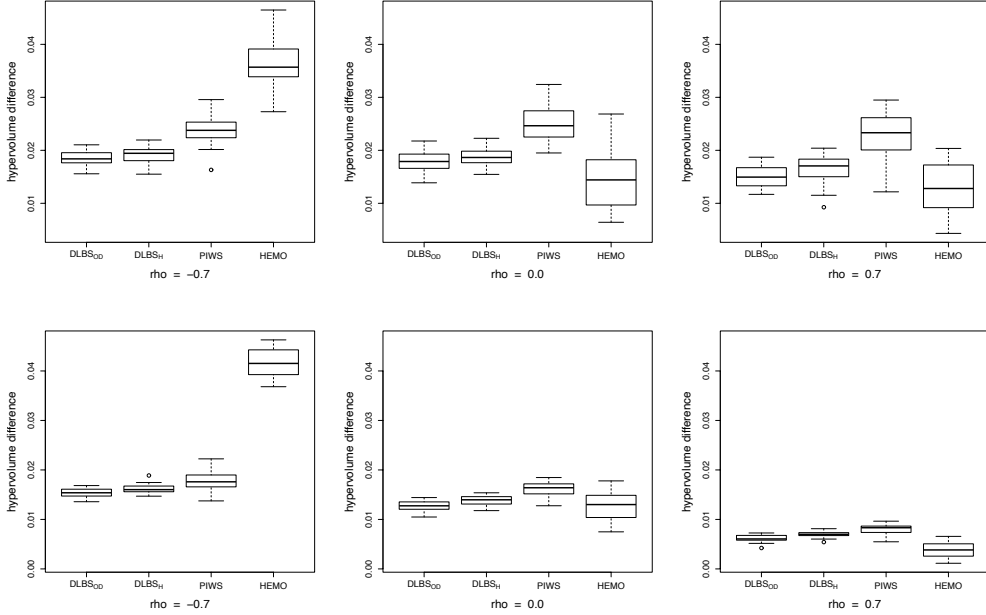 hypervolume difference
0.04
0.03
0.02
0.01
DLBS_OD DLBS_H PIWS HEMO
rho = −0.7
hypervolume difference
0.04
0.03
0.02
0.01
DLBS_OD DLBS_H PIWS HEMO
rho = 0.0
hypervolume difference
0.04
0.03
0.02
0.01
DLBS_OD DLBS_H PIWS HEMO
rho = 0.7
hypervolume difference
0.04
0.03
0.02
0.01
0.00
DLBS_OD DLBS_H PIWS HEMO
rho = −0.7
hypervolume difference
0.04
0.03
0.02
0.01
0.00
DLBS_OD DLBS_H PIWS HEMO
rho = 0.0
hypervolume difference
0.04
0.03
0.02
0.01
0.00
DLBS_OD DLBS_H PIWS HEMO
rho = 0.7